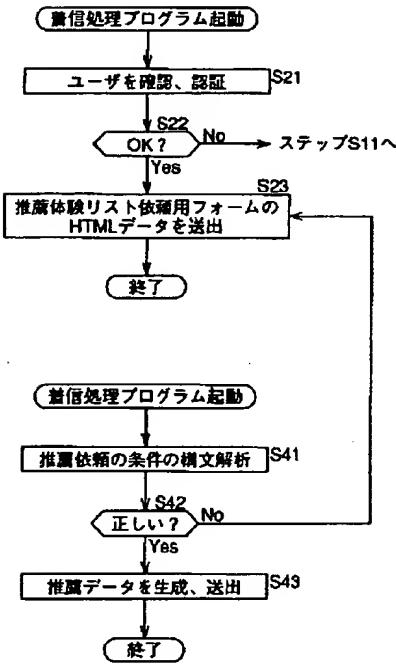 着信処理プログラム起動
ユーザを確認、認証
S21
S22
OK?
No
ステップS11へ
Yes
S23
推薦体験リスト依頼用フォームの
HTMLデータを送出
終了
着信処理プログラム起動
推薦依頼の条件の構文解析
S41
S42
正しい?
No
Yes
推薦データを生成、送出
S43
終了